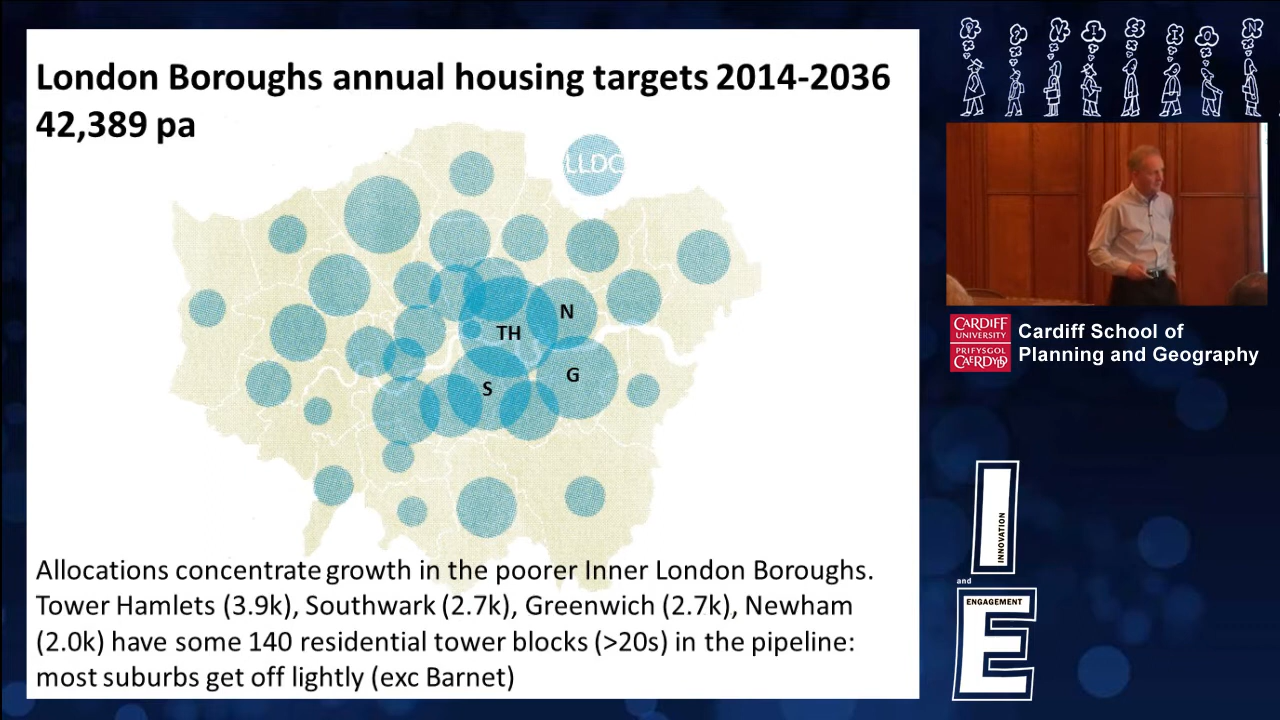 London Boroughs annual housing targets 2014-2036
42,389 pa
LLDC
N
TH
G
S
Allocations concentrate growth in the poorer Inner London Boroughs.
Tower Hamlets (3.9k), Southwark (2.7k), Greenwich (2.7k), Newham
(2.0k) have some 140 residential tower blocks (>20s) in the pipeline:
most suburbs get off lightly (exc Barnet)
RE VISION
CARDIFF
UNIVERSITY
PRIFYSGOL
CAERDYDD
Cardiff School of
Planning and Geography
I
INNOVATION
and
ENGAGEMENT
E